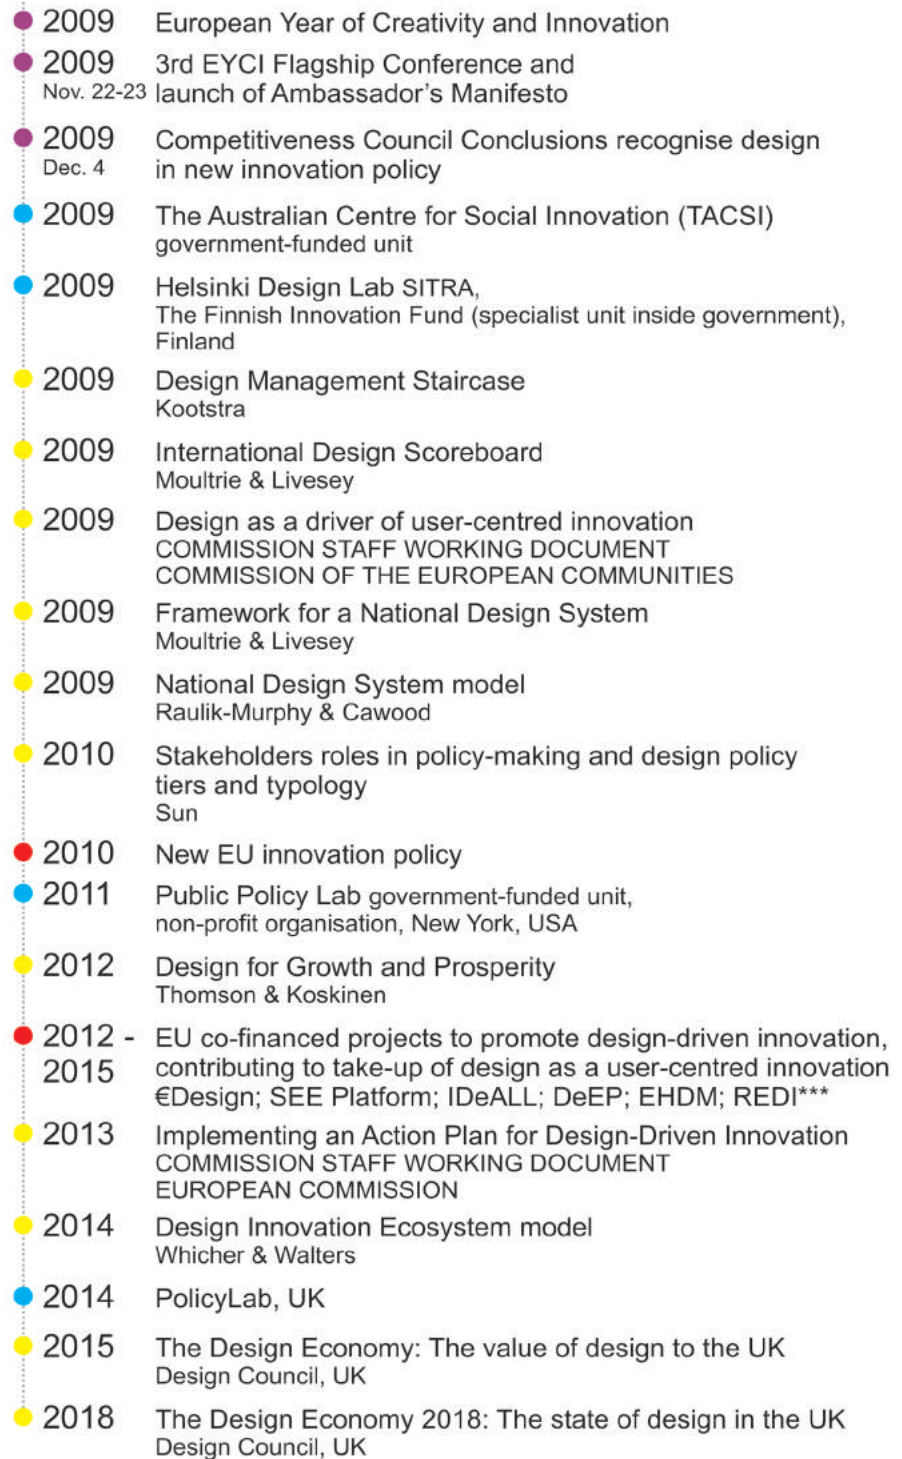 2009 European Year of Creativity and Innovation
2009 3rd EYCI Flagship Conference and
Nov. 22-23 launch of Ambassador's Manifesto
2009 Competitiveness Council Conclusions recognise design
Dec. 4 in new innovation policy
2009 The Australian Centre for Social Innovation (TACSI)
government-funded unit
2009 Helsinki Design Lab SITRA,
The Finnish Innovation Fund (specialist unit inside government),
Finland
2009 Design Management Staircase
Kootstra
2009 International Design Scoreboard
Moultrie & Livesey
2009 Design as a driver of user-centred innovation
COMMISSION STAFF WORKING DOCUMENT
COMMISSION OF THE EUROPEAN COMMUNITIES
2009 Framework for a National Design System
Moultrie & Livesey
2009 National Design System model
Raulik-Murphy & Cawood
2010 Stakeholders roles in policy-making and design policy
tiers and typology
Sun
2010 New EU innovation policy
2011 Public Policy Lab government-funded unit,
non-profit organisation, New York, USA
2012 Design for Growth and Prosperity
Thomson & Koskinen
2012 - EU co-financed projects to promote design-driven innovation,
2015 contributing to take-up of design as a user-centred innovation
€Design; SEE Platform; IDeALL; DeEP; EHDM; REDI***
2013 Implementing an Action Plan for Design-Driven Innovation
COMMISSION STAFF WORKING DOCUMENT
EUROPEAN COMMISSION
2014 Design Innovation Ecosystem model
Whicher & Walters
2014 PolicyLab, UK
2015 The Design Economy: The value of design to the UK
Design Council, UK
2018 The Design Economy 2018: The state of design in the UK
Design Council, UK